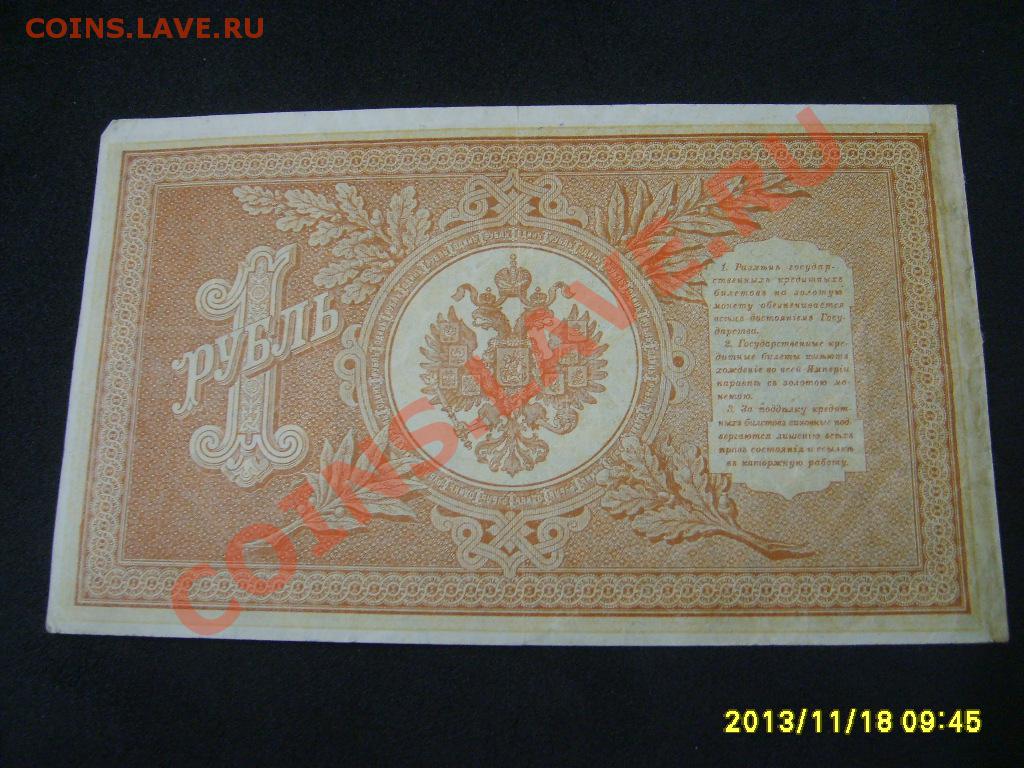 COINS.LAVE.RU
1
РУБЛЬ
1. Размѣнъ государ-
ственныхъ кредитныхъ
билетовъ на золотую
монету обезпечивается
всѣмъ достояніемъ Госу-
дарства.
2. Государственные кре-
дитные билеты имѣютъ
хожденіе во всей Имперіи
наравнѣ съ золотою мо-
нетою.
3. За поддѣлку кредит-
ныхъ билетовъ виновные под-
вергаются лишенію всѣхъ
правъ состоянія и ссылкѣ
въ каторжную работу.
COINS.LAVE.RU
2013/11/18 09:45